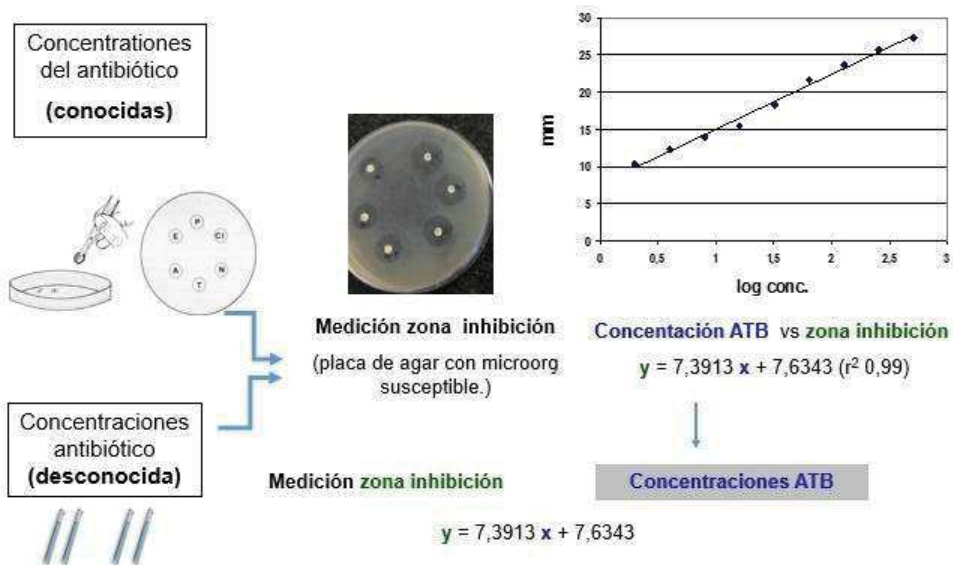 Concentrationes
del antibiótico
(conocidas)
P
E
CI
A
N
T
mm
30
25
20
15
10
5
0
0
0,5
1
1,5
2
2,5
3
log conc.
Medición zona inhibición
(placa de agar con microorg
susceptible.)
Concentación ATB vs zona inhibición
y = 7,3913 x + 7,6343 (r² 0,99)
Concentraciones
antibiótico
(desconocida)
Medición zona inhibición
Concentraciones ATB
y = 7,3913 x + 7,6343